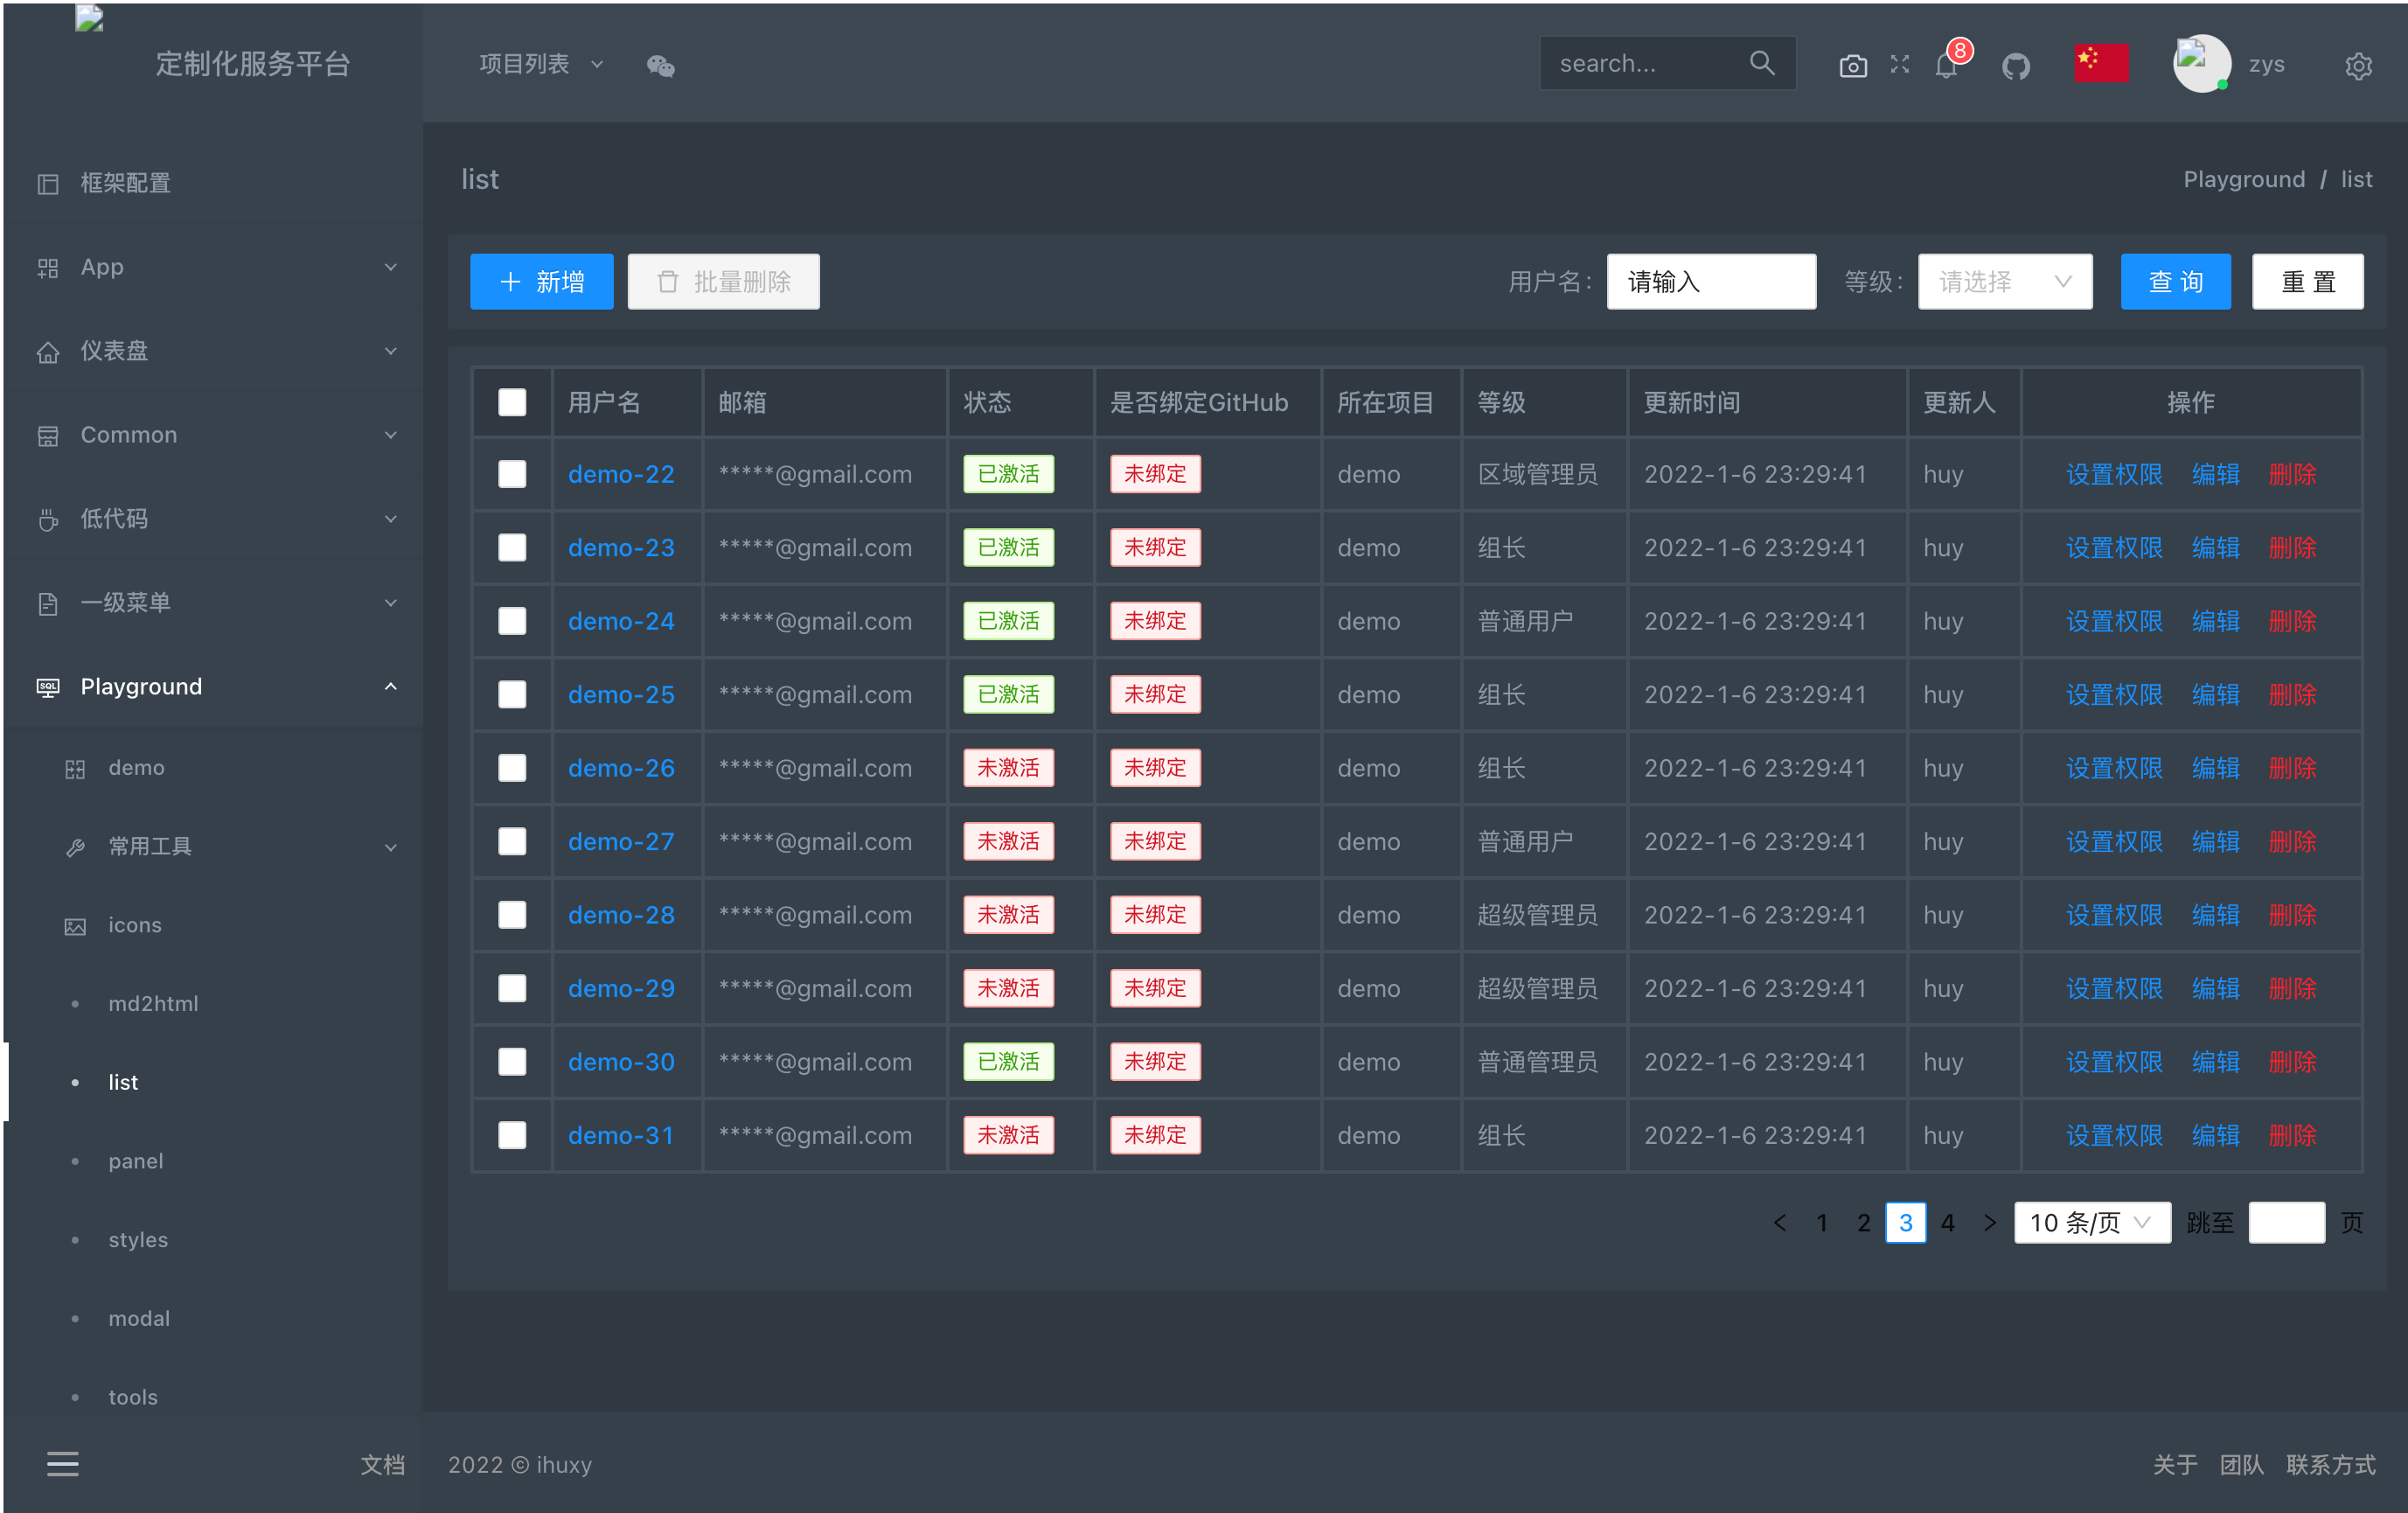 定制化服务平台
项目列表
search...
8
zys
框架配置
App
仪表盘
Common
低代码
一级菜单
Playground
demo
常用工具
icons
md2html
list
panel
styles
modal
tools
文档
list
Playground / list
新增 批量删除 用户名: 请输入 等级: 请选择 查 询 重 置
用户名 邮箱 状态 是否绑定GitHub 所在项目 等级 更新时间 更新人 操作
demo-22 *****@gmail.com 已激活 未绑定 demo 区域管理员 2022-1-6 23:29:41 huy 设置权限 编辑 删除
demo-23 *****@gmail.com 已激活 未绑定 demo 组长 2022-1-6 23:29:41 huy 设置权限 编辑 删除
demo-24 *****@gmail.com 已激活 未绑定 demo 普通用户 2022-1-6 23:29:41 huy 设置权限 编辑 删除
demo-25 *****@gmail.com 已激活 未绑定 demo 组长 2022-1-6 23:29:41 huy 设置权限 编辑 删除
demo-26 *****@gmail.com 未激活 未绑定 demo 组长 2022-1-6 23:29:41 huy 设置权限 编辑 删除
demo-27 *****@gmail.com 未激活 未绑定 demo 普通用户 2022-1-6 23:29:41 huy 设置权限 编辑 删除
demo-28 *****@gmail.com 未激活 未绑定 demo 超级管理员 2022-1-6 23:29:41 huy 设置权限 编辑 删除
demo-29 *****@gmail.com 未激活 未绑定 demo 超级管理员 2022-1-6 23:29:41 huy 设置权限 编辑 删除
demo-30 *****@gmail.com 已激活 未绑定 demo 普通管理员 2022-1-6 23:29:41 huy 设置权限 编辑 删除
demo-31 *****@gmail.com 未激活 未绑定 demo 组长 2022-1-6 23:29:41 huy 设置权限 编辑 删除
1 2 3 4 10 条/页 跳至 页
2022 © ihuxy
关于 团队 联系方式